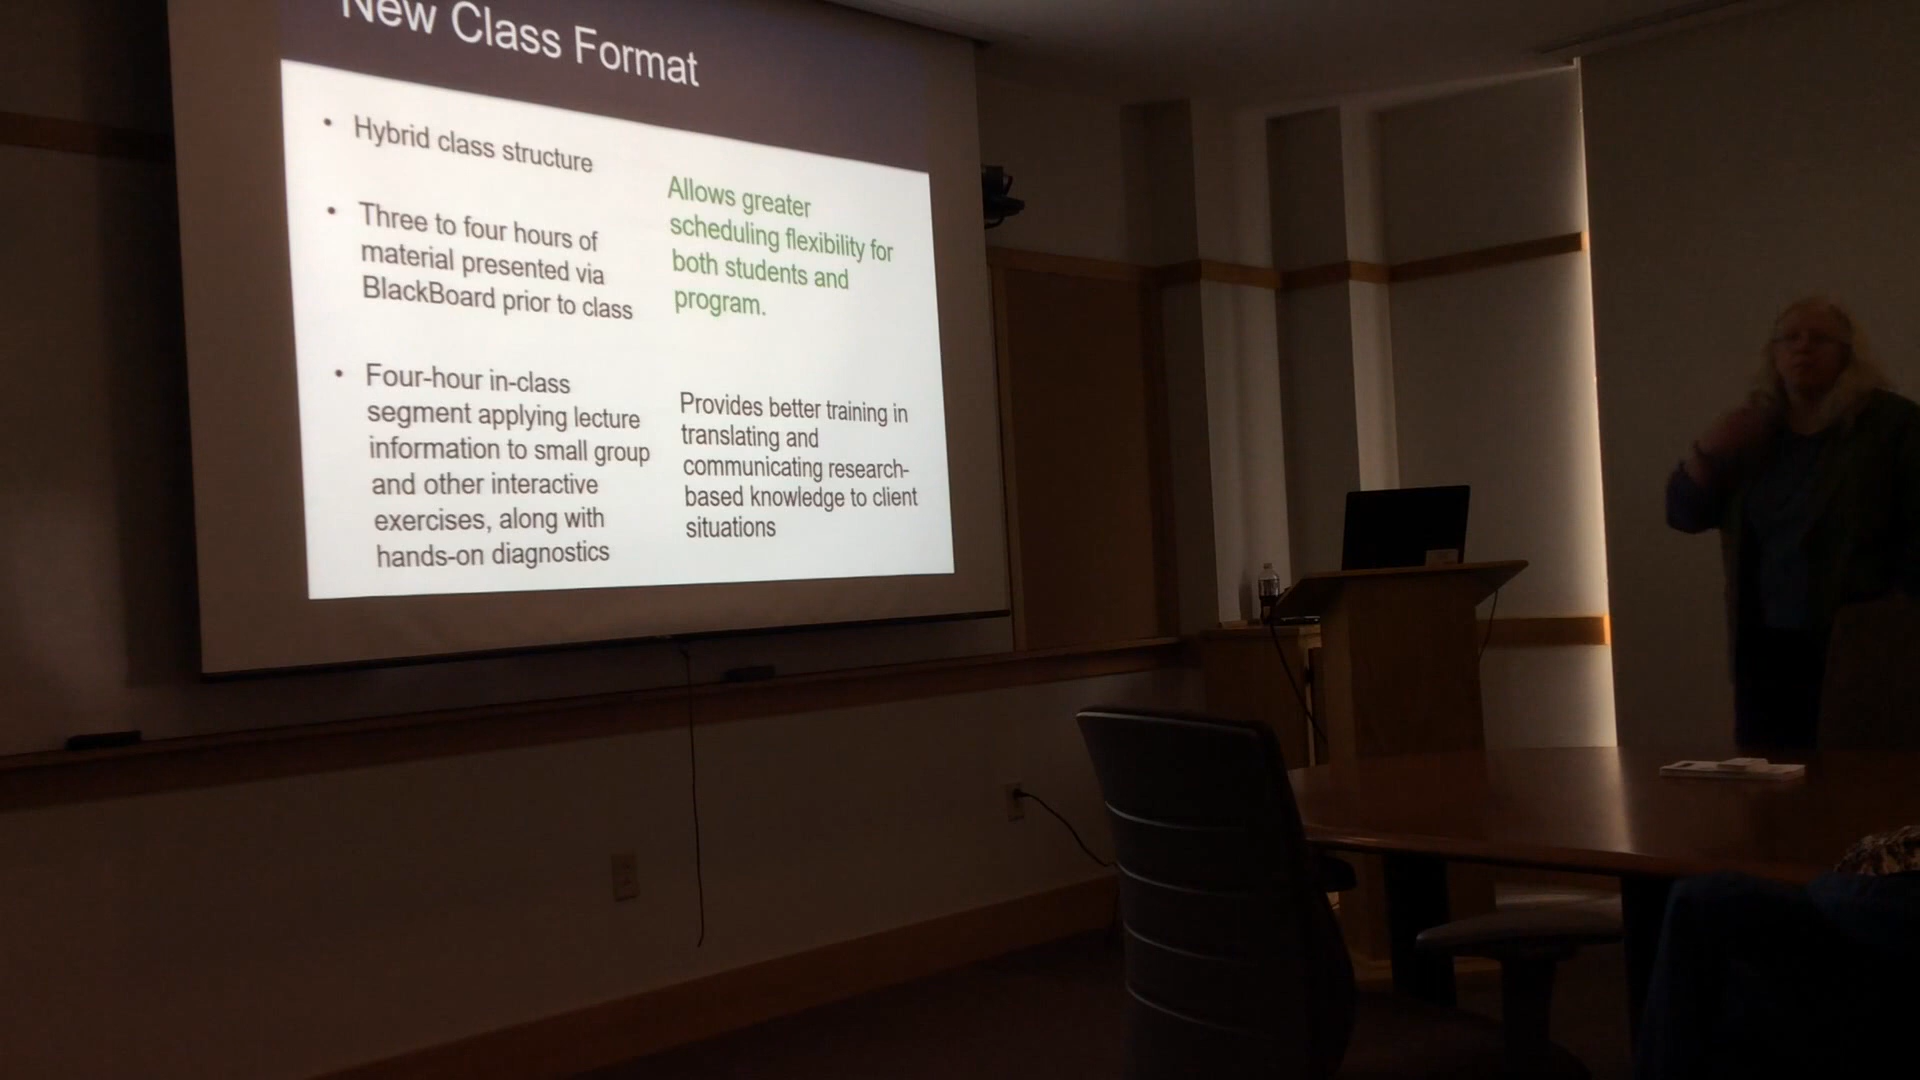 New Class Format
• Hybrid class structure
• Three to four hours of
material presented via
BlackBoard prior to class
• Four-hour in-class
segment applying lecture
information to small group
and other interactive
exercises, along with
hands-on diagnostics
Allows greater
scheduling flexibility for
both students and
program.
Provides better training in
translating and
communicating research-
based knowledge to client
situations